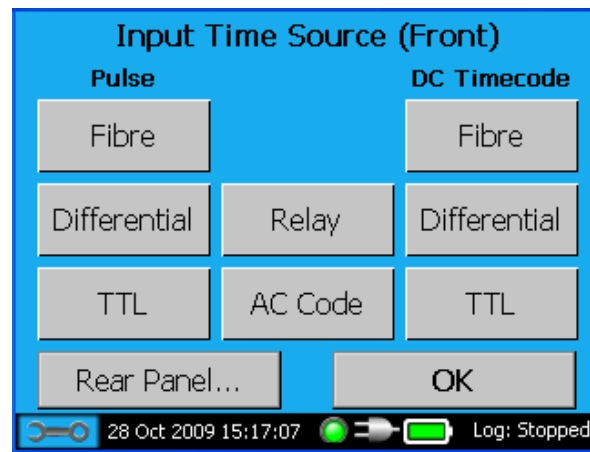 Input Time Source (Front)
Pulse DC Timecode
Fibre Fibre
Differential Relay Differential
TTL AC Code TTL
Rear Panel... OK
28 Oct 2009 15:17:07 Log: Stopped